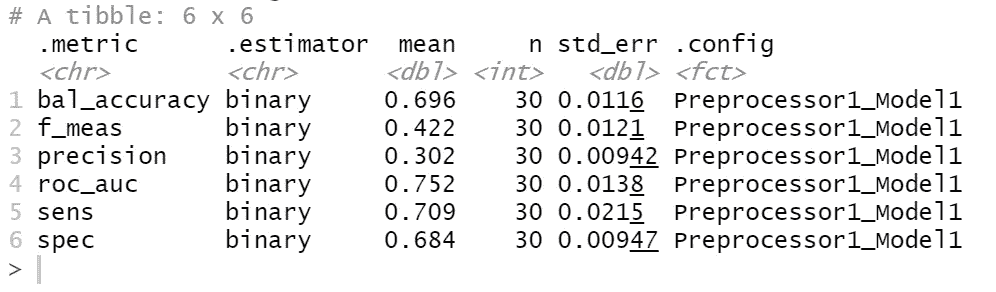 # A tibble: 6 x 6
.metric .estimator mean n std_err .config
<chr> <chr> <dbl> <int> <dbl> <fct>
1 bal_accuracy binary 0.696 30 0.0116 Preprocessor1_Model1
2 f_meas binary 0.422 30 0.0121 Preprocessor1_Model1
3 precision binary 0.302 30 0.00942 Preprocessor1_Model1
4 roc_auc binary 0.752 30 0.0138 Preprocessor1_Model1
5 sens binary 0.709 30 0.0215 Preprocessor1_Model1
6 spec binary 0.684 30 0.00947 Preprocessor1_Model1
>